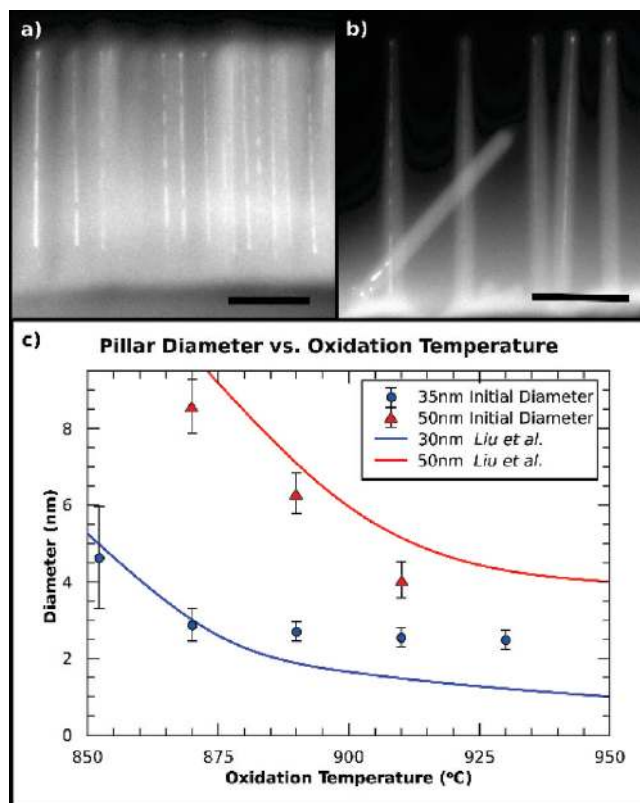 a)
b)
c)
Pillar Diameter vs. Oxidation Temperature
35nm Initial Diameter
50nm Initial Diameter
30nm Liu et al.
50nm Liu et al.
Diameter (nm)
8
6
4
2
0
850
875
900
925
950
Oxidation Temperature (°C)